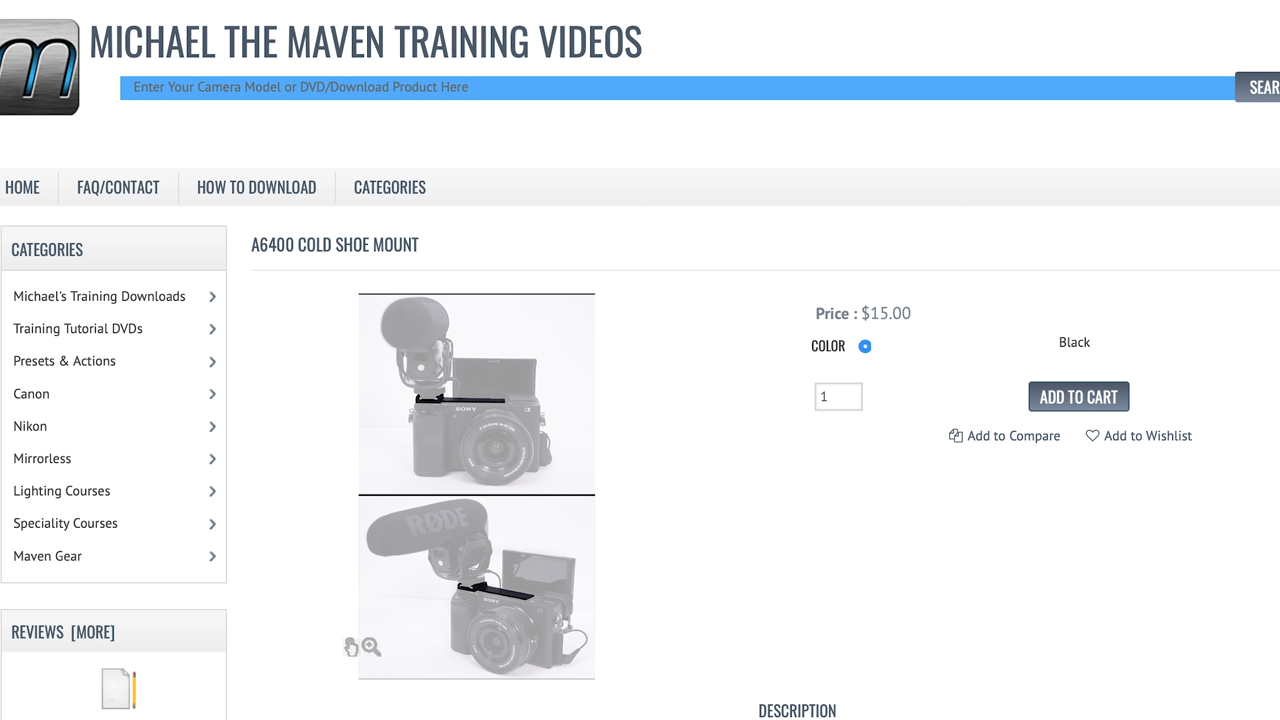 m
MICHAEL THE MAVEN TRAINING VIDEOS
Enter Your Camera Model or DVD/Download Product Here
SEAR
HOME
FAQ/CONTACT
HOW TO DOWNLOAD
CATEGORIES
CATEGORIES
Michael's Training Downloads
Training Tutorial DVDs
Presets & Actions
Canon
Nikon
Mirrorless
Lighting Courses
Speciality Courses
Maven Gear
REVIEWS [MORE]
A6400 COLD SHOE MOUNT
SONY
RØDE
SONY
Price : $15.00
COLOR
Black
1
ADD TO CART
Add to Compare
Add to Wishlist
DESCRIPTION